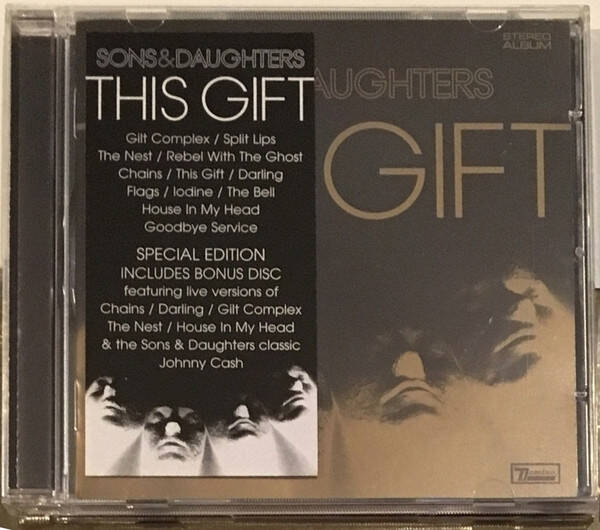 SONS&DAUGHTERS
THIS GIFT
Gilt Complex / Split Lips
The Nest / Rebel With The Ghost
Chains / This Gift / Darling
Flags / Iodine / The Bell
House In My Head
Goodbye Service
SPECIAL EDITION
INCLUDES BONUS DISC
featuring live versions of
Chains / Darling / Gilt Complex
The Nest / House In My Head
& the Sons & Daughters classic
Johnny Cash
STEREO
ALBUM
AUGHTERS
GIFT